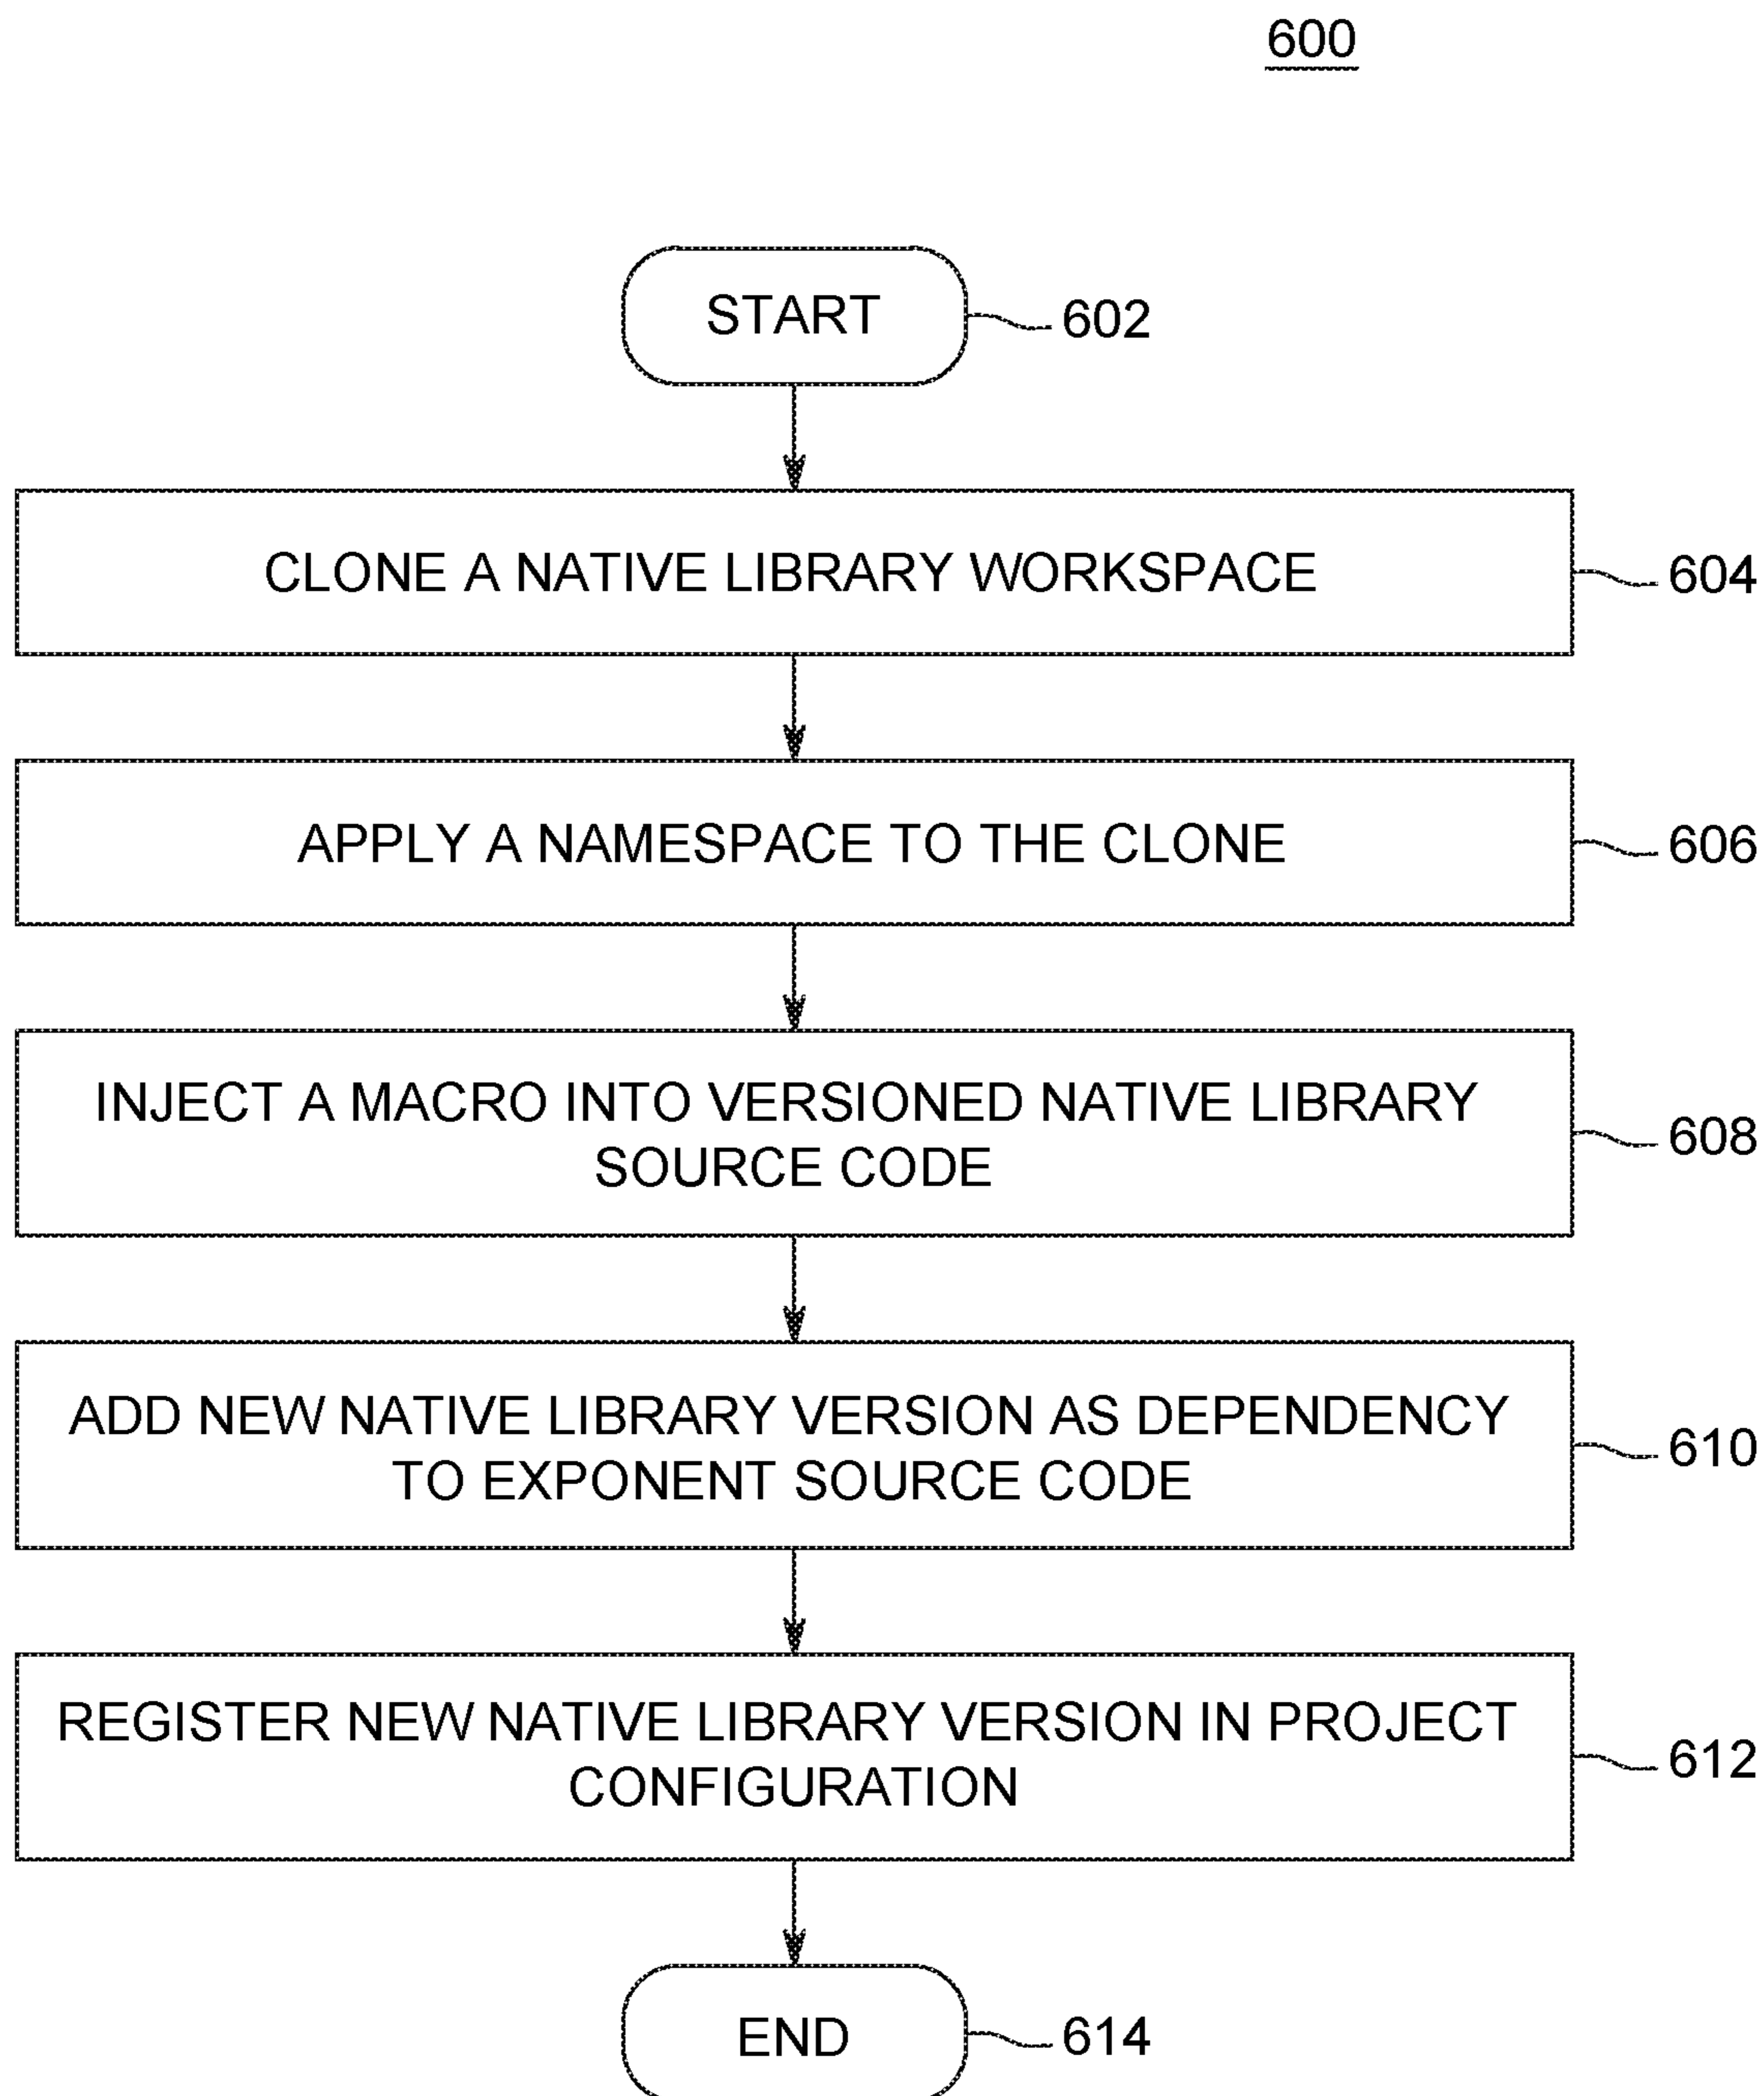 600
START
602
CLONE A NATIVE LIBRARY WORKSPACE
604
APPLY A NAMESPACE TO THE CLONE
606
INJECT A MACRO INTO VERSIONED NATIVE LIBRARY
SOURCE CODE
608
ADD NEW NATIVE LIBRARY VERSION AS DEPENDENCY
TO EXPONENT SOURCE CODE
610
REGISTER NEW NATIVE LIBRARY VERSION IN PROJECT
CONFIGURATION
612
END
614